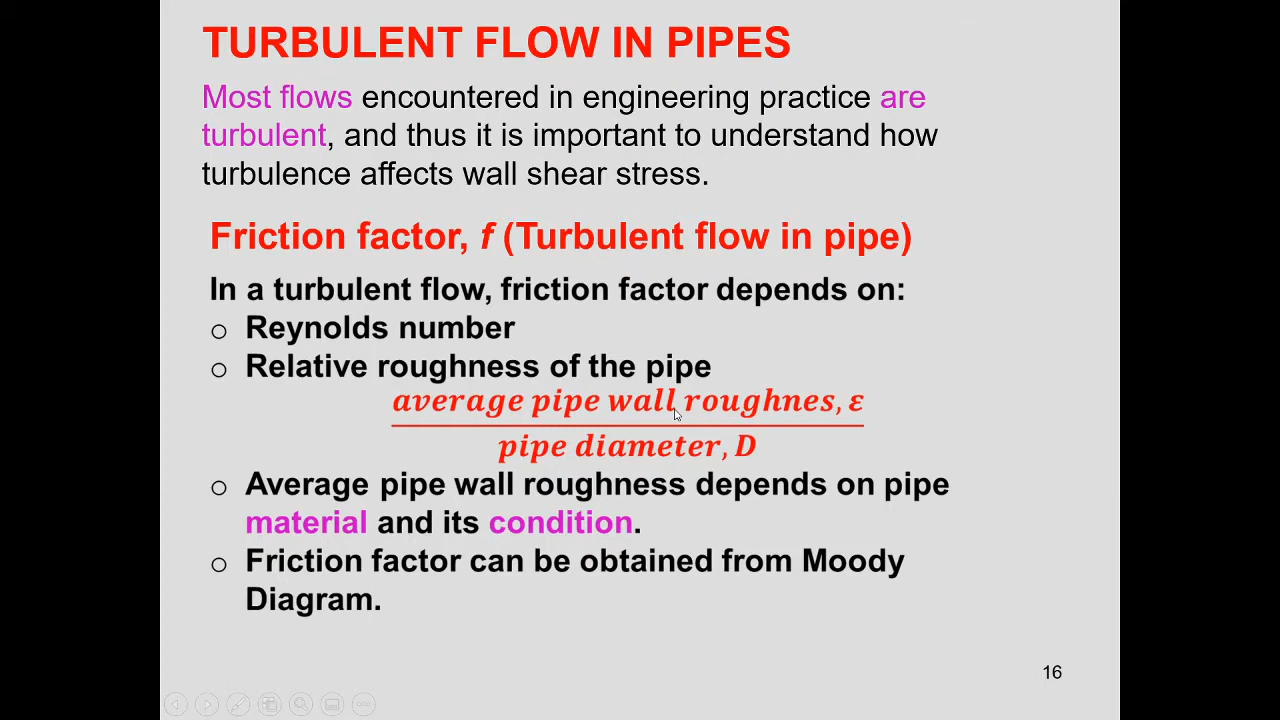 TURBULENT FLOW IN PIPES
Most flows encountered in engineering practice are
turbulent, and thus it is important to understand how
turbulence affects wall shear stress.
Friction factor, f (Turbulent flow in pipe)
In a turbulent flow, friction factor depends on:
o Reynolds number
o Relative roughness of the pipe
average pipe wall roughnes, ε
pipe diameter, D
o Average pipe wall roughness depends on pipe
material and its condition.
o Friction factor can be obtained from Moody
Diagram.
16